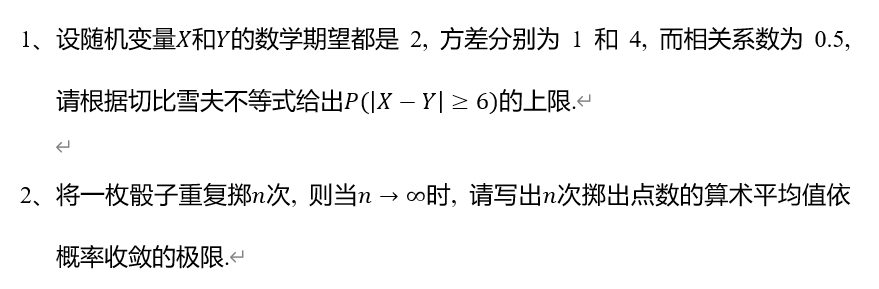 1、设随机变量X和Y的数学期望都是 2, 方差分别为 1 和 4, 而相关系数为 0.5,
请根据切比雪夫不等式给出P(|X − Y| ≥ 6)的上限.↵
↵
2、将一枚骰子重复掷n次, 则当n → ∞时, 请写出n次掷出点数的算术平均值依
概率收敛的极限.↵